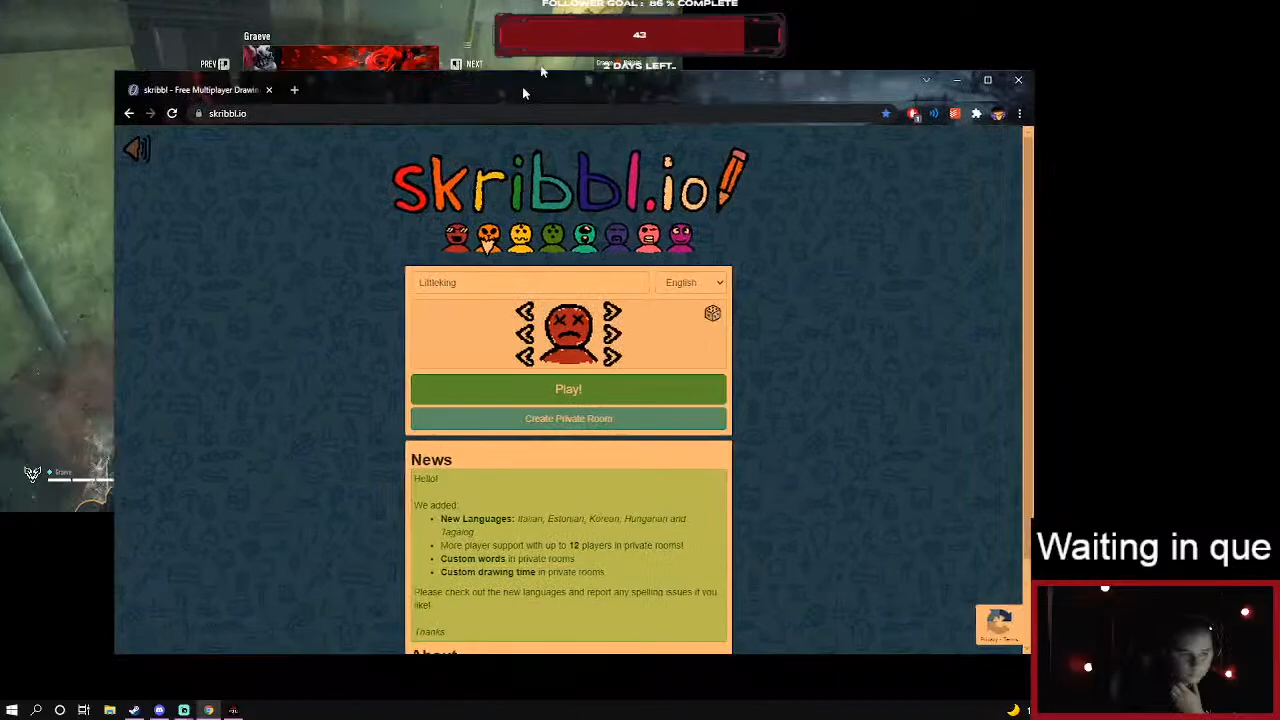 FOLLOWER GOAL : 86 % COMPLETE
43
2 DAYS LEFT..
Graeve
PREV
NEXT
skribbl - Free Multiplayer Drawin
skribbl.io
skribbl.io
Littleking
English
Play!
Create Private Room
News
Hello!
We added:
New Languages: Italian, Estonian, Korean, Hungarian and
Tagalog
More player support with up to 12 players in private rooms!
Custom words in private rooms
Custom drawing time in private rooms
Please check out the new languages and report any spelling issues if you
like!
Thanks
About
Graeve
Waiting in que
Privacy - Terms